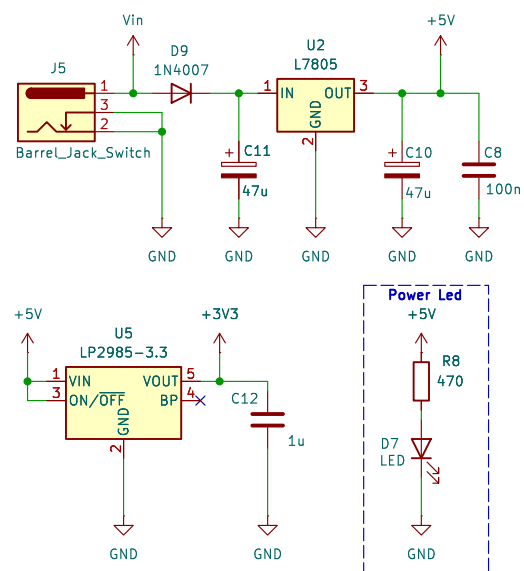 Vin
+5V
J5
D9
1N4007
U2
L7805
1
3
2
Barrel_Jack_Switch
1
IN
OUT
3
GND
2
+
C11
47u
+
C10
47u
C8
100n
GND
GND
GND
GND
GND
+5V
U5
LP2985-3.3
+3V3
1
VIN
VOUT
5
3
ON/OFF
BP
4
GND
2
C12
1u
GND
GND
Power Led
+5V
R8
470
D7
LED
GND